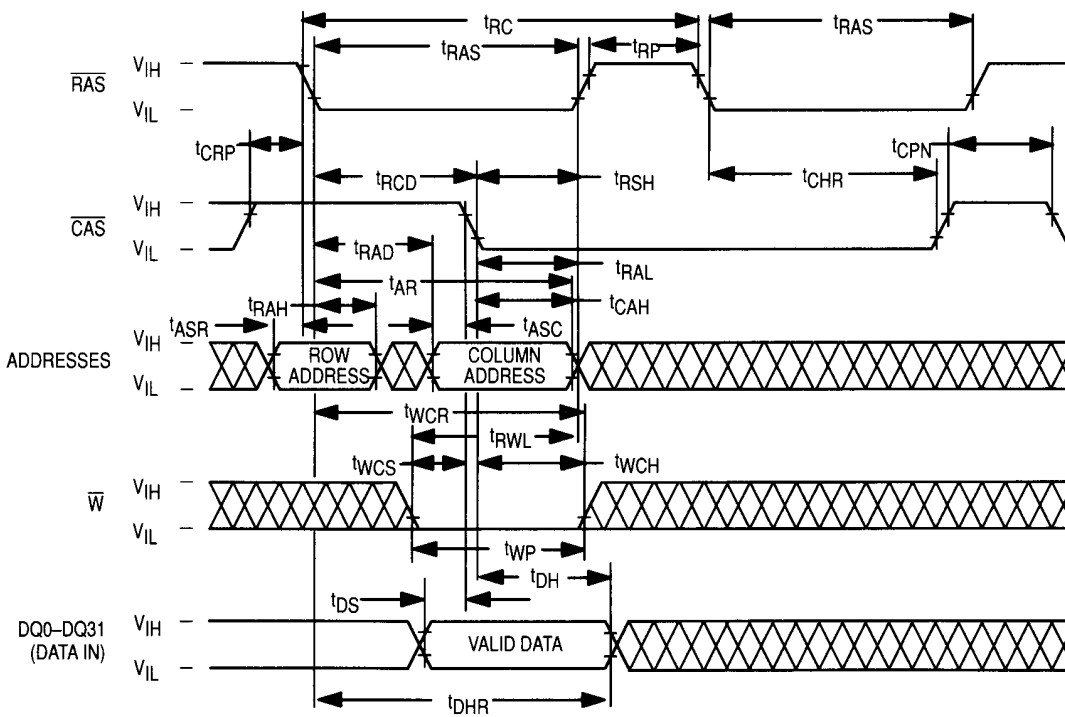 tRC
tRAS
tRP
tRAS
RAS
VIH
VIL
tCRP
tRCD
tRSH
tCHR
tCPN
CAS
VIH
VIL
tRAD
tRAL
tAR
tCAH
tRAH
tASR
tASC
ADDRESSES
VIH
VIL
ROW
ADDRESS
COLUMN
ADDRESS
tWCR
tRWL
tWCS
tWCH
W
VIH
VIL
tWP
tDH
tDS
DQ0–DQ31
(DATA IN)
VIH
VIL
VALID DATA
tDHR